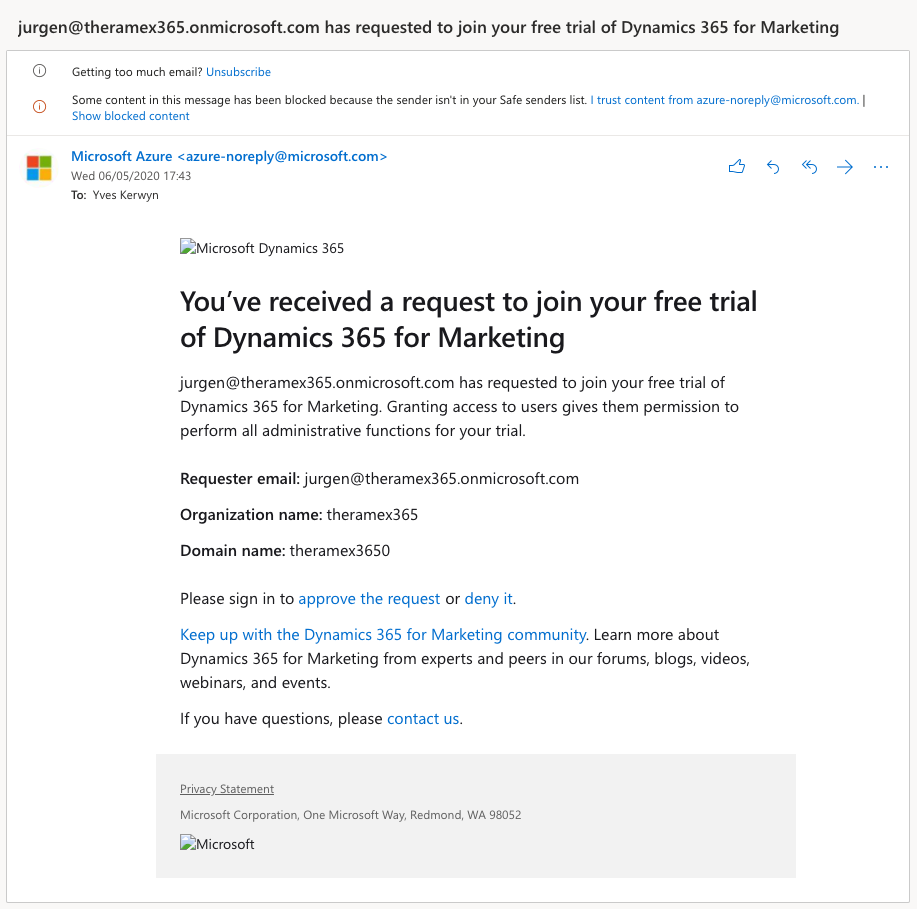 jurgen@theramex365.onmicrosoft.com has requested to join your free trial of Dynamics 365 for Marketing
Getting too much email? Unsubscribe
Some content in this message has been blocked because the sender isn't in your Safe senders list. I trust content from azure-noreply@microsoft.com. |
Show blocked content
Microsoft Azure <azure-noreply@microsoft.com>
Wed 06/05/2020 17:43
To: Yves Kerwyn
Microsoft Dynamics 365
You’ve received a request to join your free trial
of Dynamics 365 for Marketing
jurgen@theramex365.onmicrosoft.com has requested to join your free trial of
Dynamics 365 for Marketing. Granting access to users gives them permission to
perform all administrative functions for your trial.
Requester email: jurgen@theramex365.onmicrosoft.com
Organization name: theramex365
Domain name: theramex3650
Please sign in to approve the request or deny it.
Keep up with the Dynamics 365 for Marketing community. Learn more about
Dynamics 365 for Marketing from experts and peers in our forums, blogs, videos,
webinars, and events.
If you have questions, please contact us.
Privacy Statement
Microsoft Corporation, One Microsoft Way, Redmond, WA 98052
Microsoft